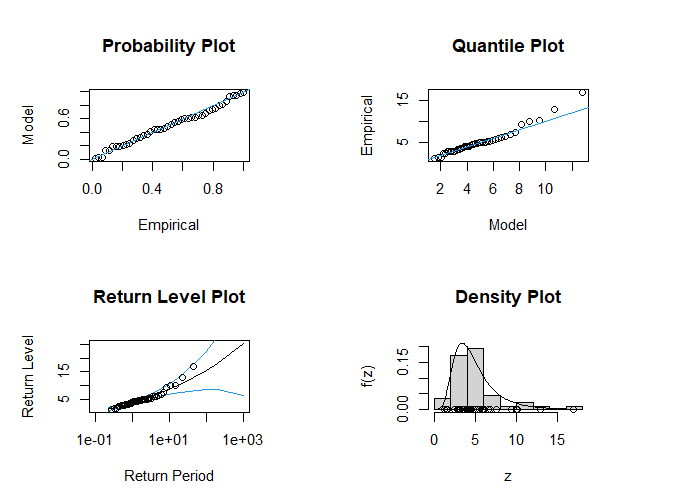 Probability Plot
Model
0.0 0.6
0.0 0.4 0.8
Empirical
Quantile Plot
Empirical
5 15
2 4 6 8 10
Model
Return Level Plot
Return Level
5 15
1e-01 1e+01 1e+03
Return Period
Density Plot
f(z)
0.00 0.15
0 5 10 15
z